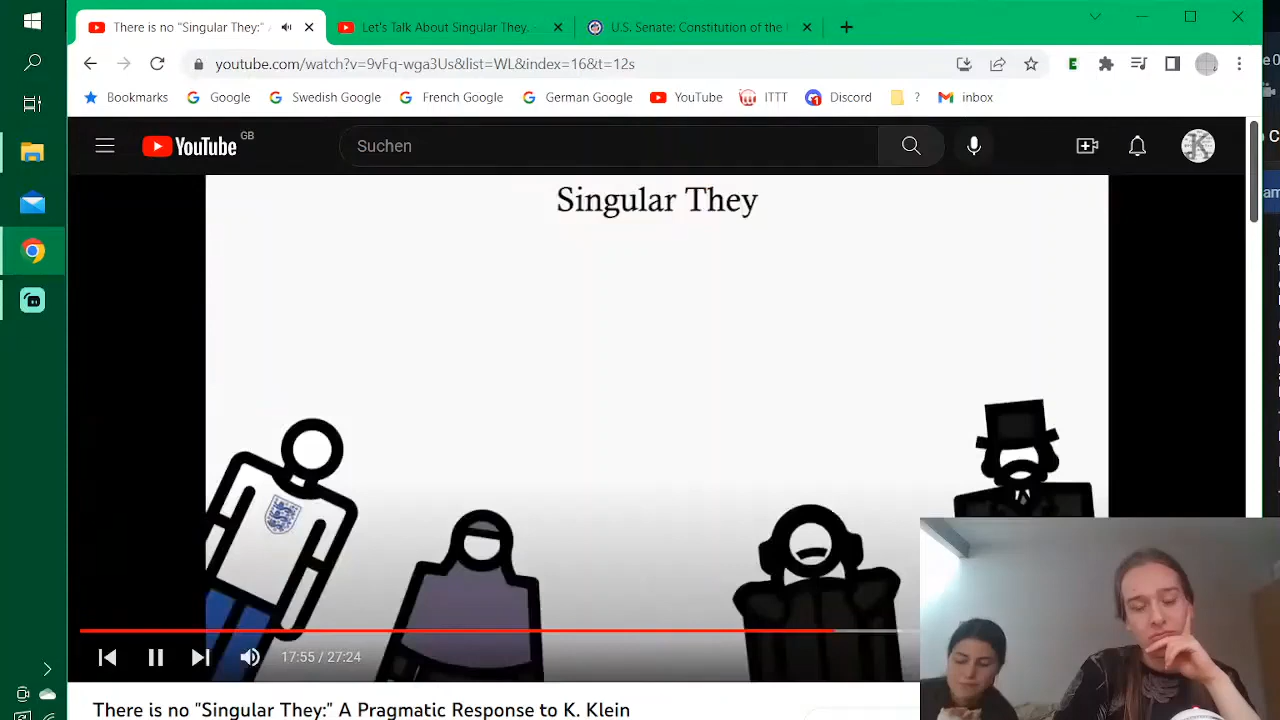 There is no "Singular They:"
Let's Talk About Singular They.
U.S. Senate: Constitution of the
youtube.com/watch?v=9vFq-wga3Us&list=WL&index=16&t=12s
Bookmarks
Google
Swedish Google
French Google
German Google
YouTube
ITTT
Discord
?
inbox
YouTube GB
Suchen
K
Singular They
17:55 / 27:24
There is no "Singular They:" A Pragmatic Response to K. Klein